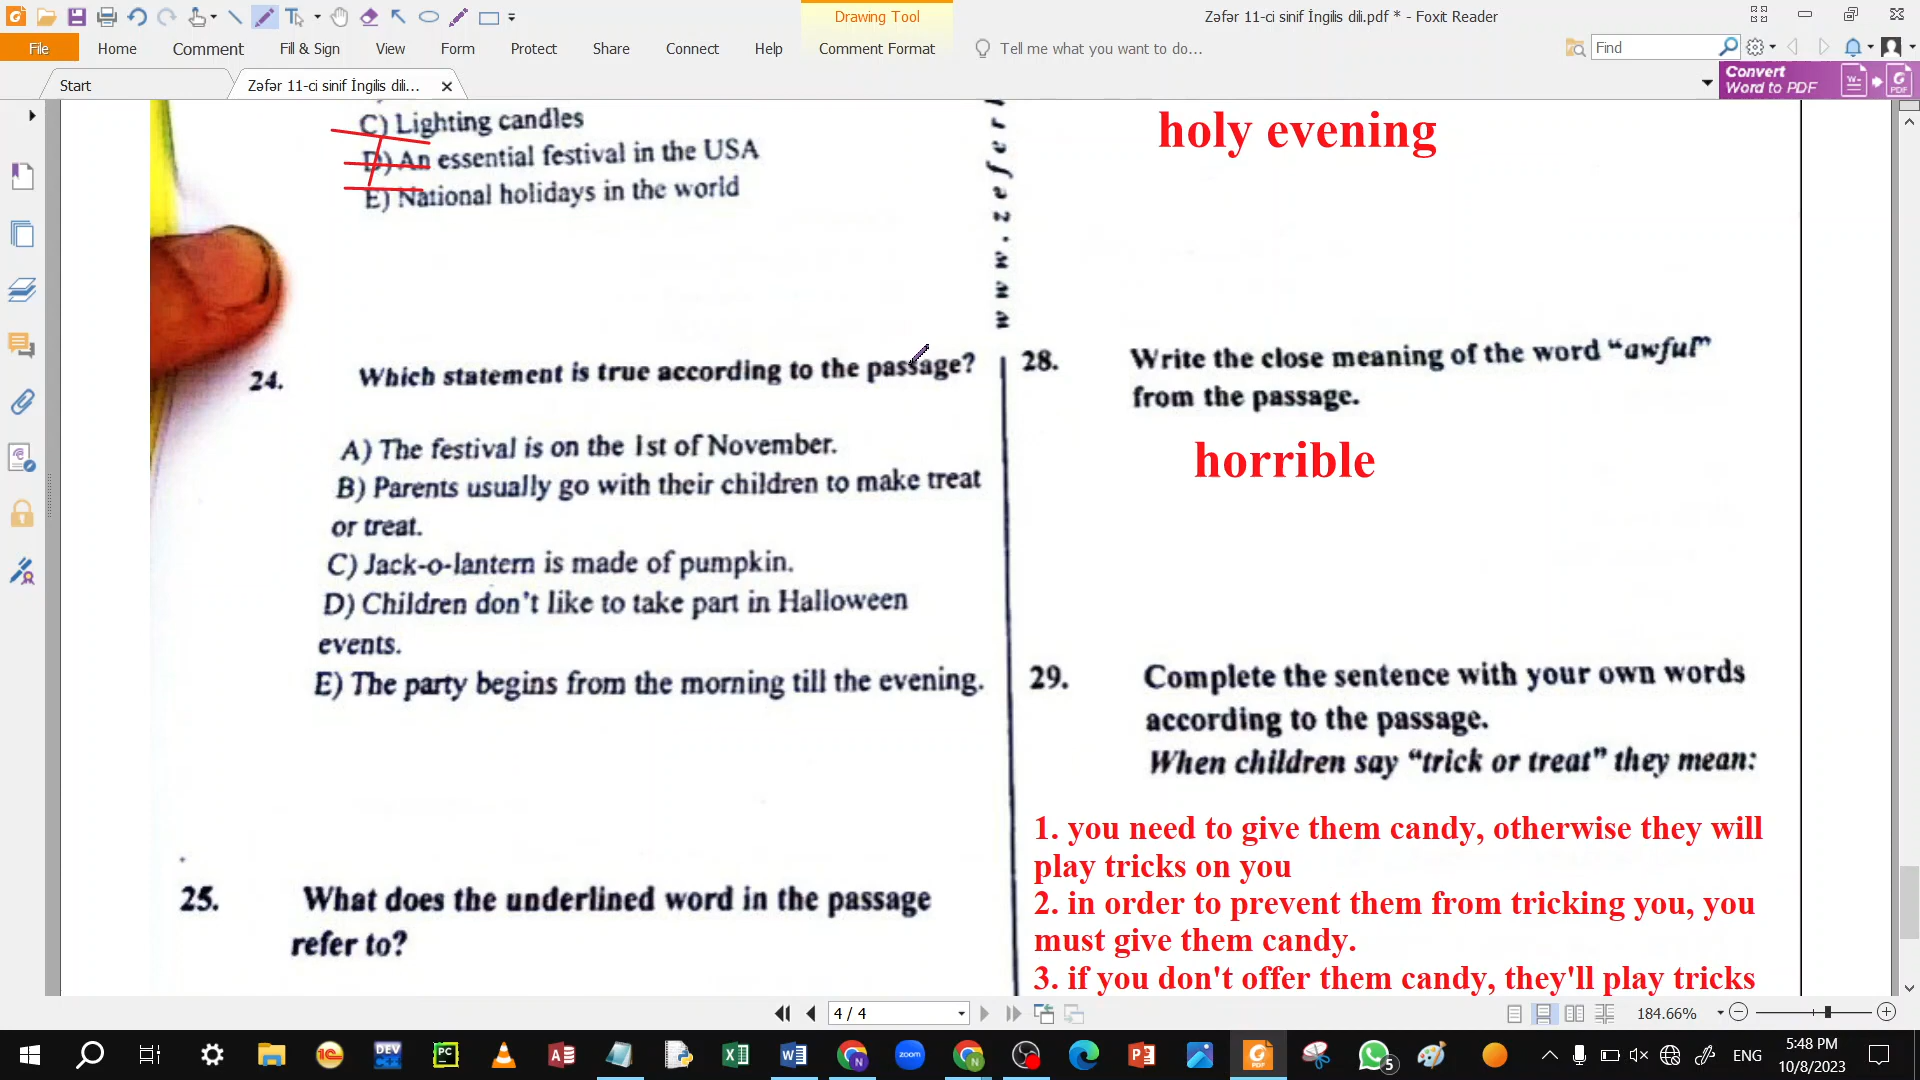 Drawing Tool
Zəfər 11-ci sinif İngilis dili.pdf * - Foxit Reader
File
Home
Comment
Fill & Sign
View
Form
Protect
Share
Connect
Help
Comment Format
Tell me what you want to do...
Find
Start
Zəfər 11-ci sinif İngilis dili...
Convert
Word to PDF
C) Lighting candles
D) An essential festival in the USA
E) National holidays in the world
24. Which statement is true according to the passage?
A) The festival is on the 1st of November.
B) Parents usually go with their children to make treat
or treat.
C) Jack-o-lantern is made of pumpkin.
D) Children don't like to take part in Halloween
events.
E) The party begins from the morning till the evening.
25. What does the underlined word in the passage
refer to?
holy evening
28. Write the close meaning of the word "awful"
from the passage.
horrible
29. Complete the sentence with your own words
according to the passage.
When children say "trick or treat" they mean:
1. you need to give them candy, otherwise they will
play tricks on you
2. in order to prevent them from tricking you, you
must give them candy.
3. if you don't offer them candy, they'll play tricks
4 / 4
184.66%
ENG
5:48 PM
10/8/2023